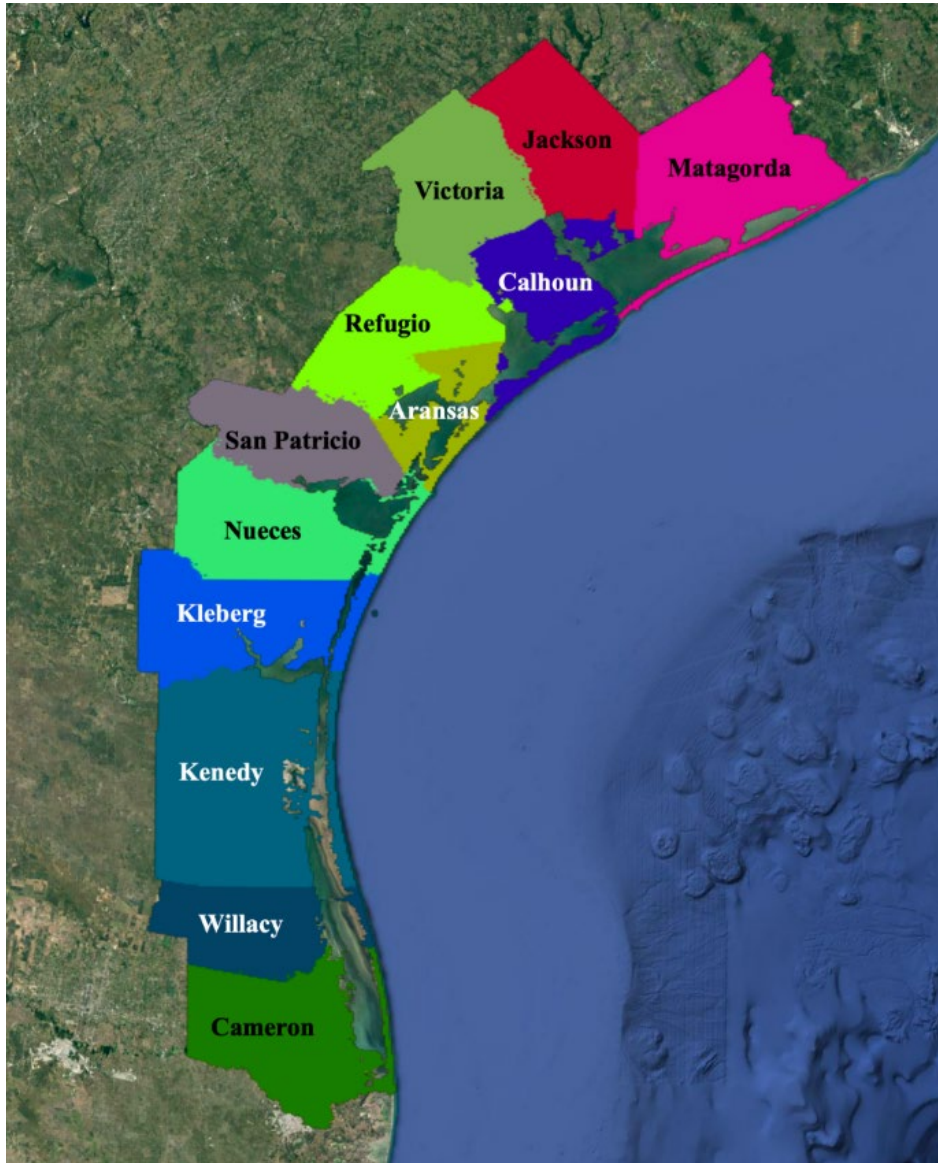 Jackson
Matagorda
Victoria
Calhoun
Refugio
Aransas
San Patricio
Nueces
Kleberg
Kenedy
Willacy
Cameron